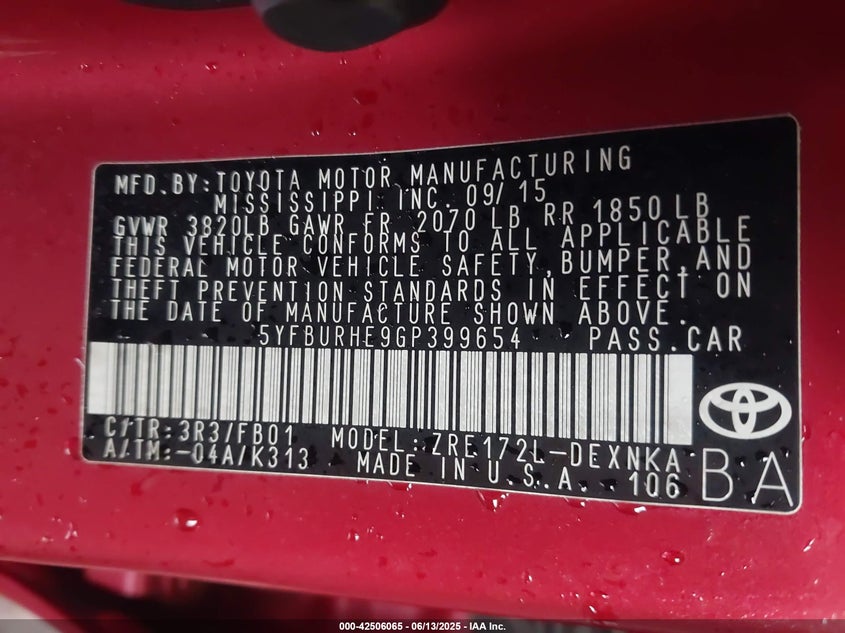 MFD.BY:TOYOTA MOTOR MANUFACTURING
MISSISSIPPI INC. 09/15
GVWR 3820LB GAWR FR 2070 LB RR 1850 LB
THIS VEHICLE CONFORMS TO ALL APPLICABLE
FEDERAL MOTOR VEHICLE SAFETY,BUMPER,AND
THEFT PREVENTION STANDARDS IN EFFECT ON
THE DATE OF MANUFACTURE SHOWN ABOVE.
5YFBURHE9GP399654 PASS.CAR
C/TR:3R3/FB01 MODEL:ZRE172L-DEXNKA
A/TM:-04A/K313 MADE IN U.S.A. 106
BA
000-42506065 - 06/13/2025 - IAA Inc.